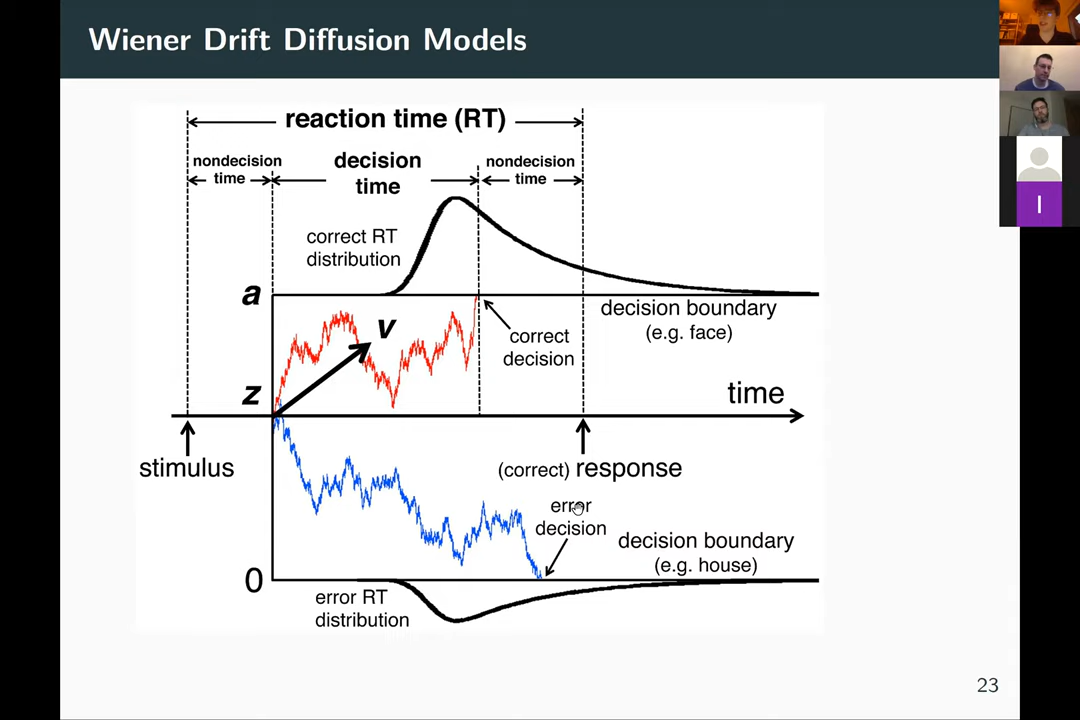 Wiener Drift Diffusion Models
reaction time (RT)
nondecision
time
decision
time
nondecision
time
correct RT
distribution
a
decision boundary
(e.g. face)
v
correct
decision
z
time
stimulus
(correct) response
error
decision
decision boundary
(e.g. house)
0
error RT
distribution
23
I